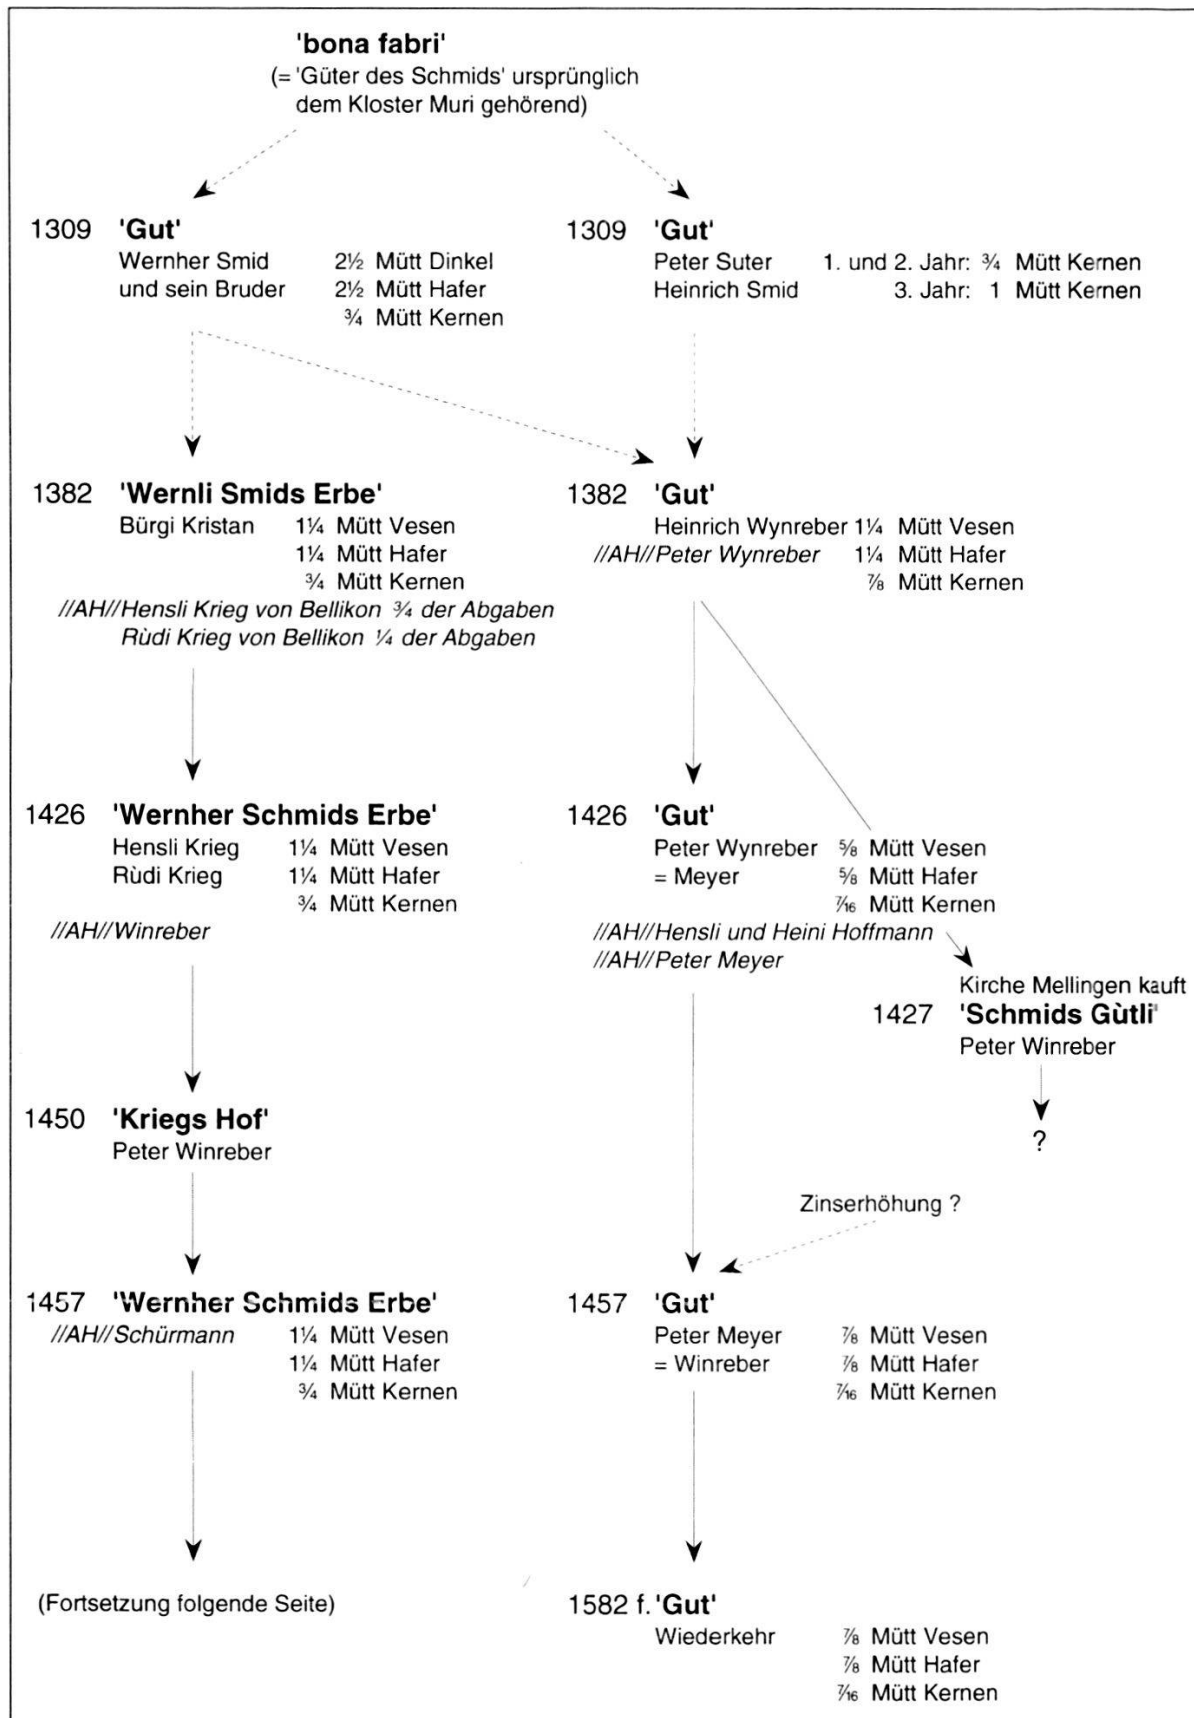 'bona fabri'
(= 'Güter des Schmids' ursprünglich
dem Kloster Muri gehörend)
1309 'Gut'
Wernher Smid 2½ Mütt Dinkel
und sein Bruder 2½ Mütt Hafer
¾ Mütt Kernen
1309 'Gut'
Peter Suter 1. und 2. Jahr: ¾ Mütt Kernen
Heinrich Smid 3. Jahr: 1 Mütt Kernen
1382 'Wernli Smids Erbe'
Bürgi Kristan 1¼ Mütt Vesen
1¼ Mütt Hafer
¾ Mütt Kernen
//AH//Hensli Krieg von Bellikon ¾ der Abgaben
Rùdi Krieg von Bellikon ¼ der Abgaben
1382 'Gut'
Heinrich Wynreber 1¼ Mütt Vesen
//AH//Peter Wynreber 1¼ Mütt Hafer
⅞ Mütt Kernen
1426 'Wernher Schmids Erbe'
Hensli Krieg 1¼ Mütt Vesen
Rùdi Krieg 1¼ Mütt Hafer
¾ Mütt Kernen
//AH//Winreber
1426 'Gut'
Peter Wynreber ⅝ Mütt Vesen
= Meyer ⅝ Mütt Hafer
7/16 Mütt Kernen
//AH//Hensli und Heini Hoffmann
//AH//Peter Meyer
Kirche Mellingen kauft
1427 'Schmids Gùtli'
Peter Winreber
?
1450 'Kriegs Hof'
Peter Winreber
Zinserhöhung ?
1457 'Wernher Schmids Erbe'
//AH//Schürmann 1¼ Mütt Vesen
1¼ Mütt Hafer
¾ Mütt Kernen
1457 'Gut'
Peter Meyer ⅞ Mütt Vesen
= Winreber ⅞ Mütt Hafer
7/16 Mütt Kernen
(Fortsetzung folgende Seite)
1582 f. 'Gut'
Wiederkehr ⅞ Mütt Vesen
⅞ Mütt Hafer
7/16 Mütt Kernen